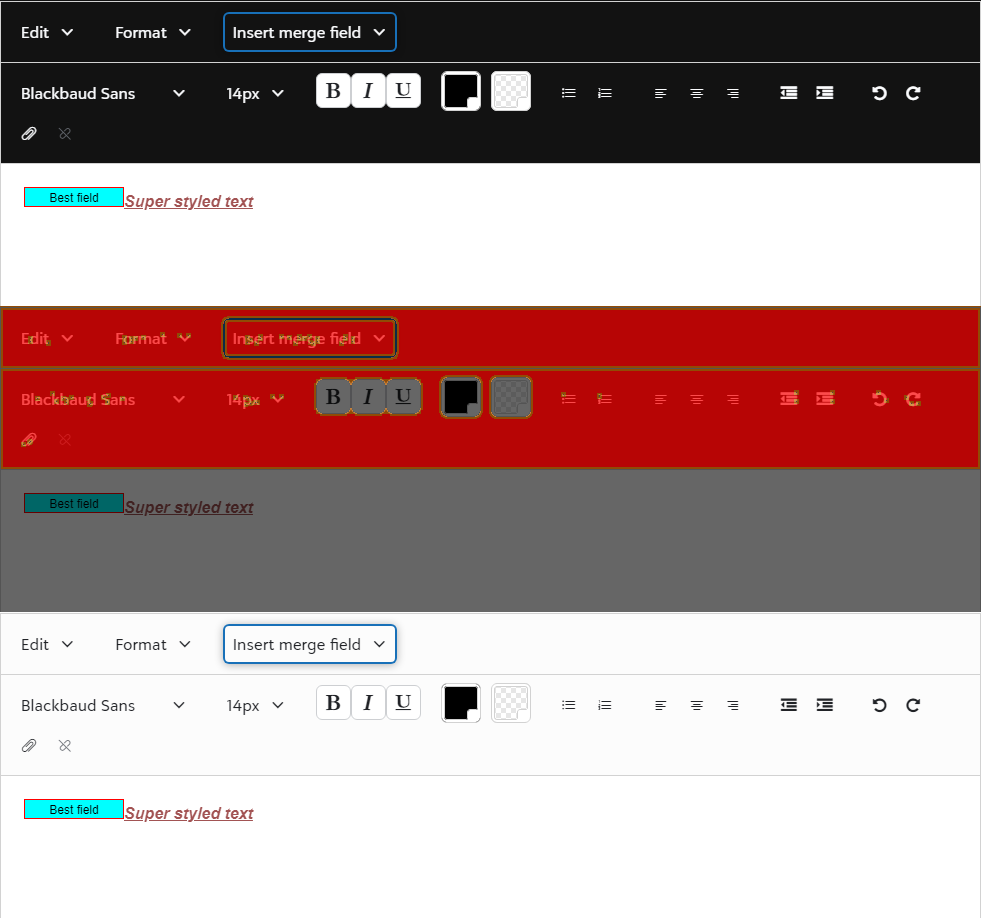 Edit Format Insert merge field
Blackbaud Sans 14px B I U
Best field Super styled text
Edit Format Insert merge field
Blackbaud Sans 14px B I U
Best field Super styled text
Edit Format Insert merge field
Blackbaud Sans 14px B I U
Best field Super styled text